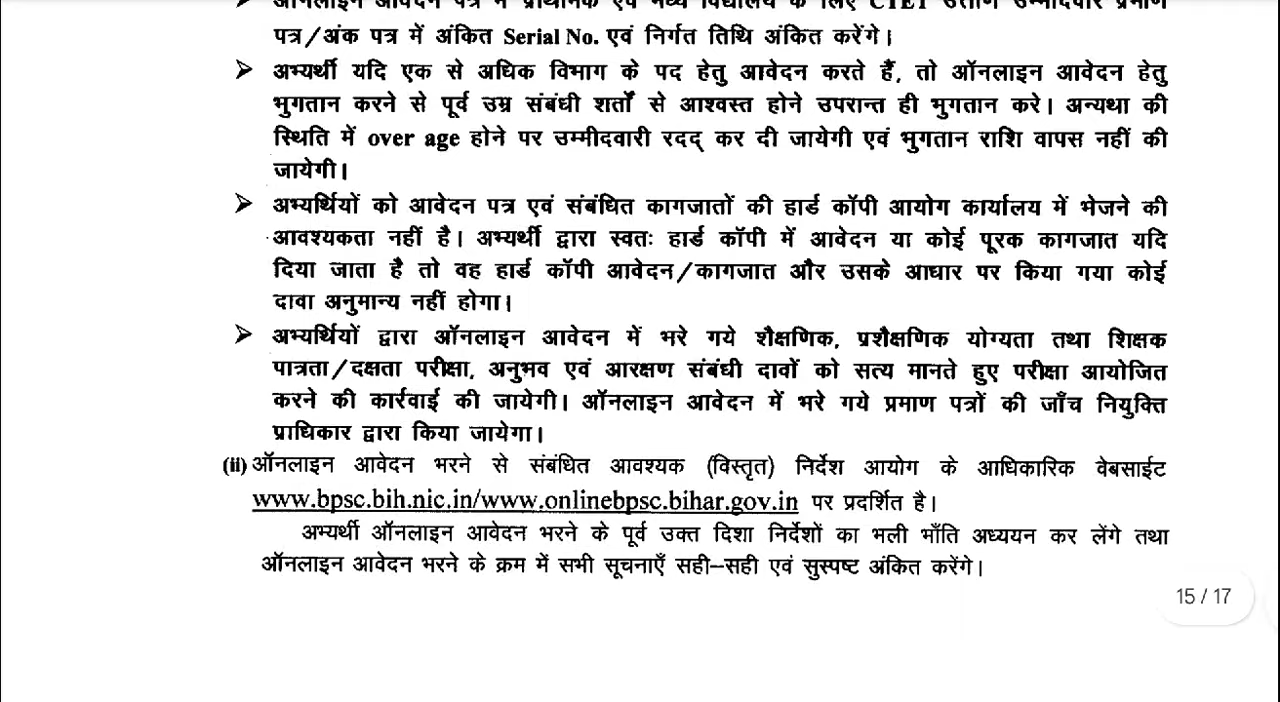 ऑनलाइन आवेदन पत्र में प्राथमिक एवं मध्य विद्यालय के लिए CTET उत्तीर्ण उम्मीदवार प्रमाण
पत्र/अंक पत्र में अंकित Serial No. एवं निर्गत तिथि अंकित करेंगे।
➢ अभ्यर्थी यदि एक से अधिक विभाग के पद हेतु आवेदन करते हैं, तो ऑनलाइन आवेदन हेतु
भुगतान करने से पूर्व उम्र संबंधी शर्तों से आश्वस्त होने उपरान्त ही भुगतान करे। अन्यथा की
स्थिति में over age होने पर उम्मीदवारी रदद् कर दी जायेगी एवं भुगतान राशि वापस नहीं की
जायेगी।
➢ अभ्यर्थियों को आवेदन पत्र एवं संबंधित कागजातों की हार्ड कॉपी आयोग कार्यालय में भेजने की
आवश्यकता नहीं है। अभ्यर्थी द्वारा स्वतः हार्ड कॉपी में आवेदन या कोई पूरक कागजात यदि
दिया जाता है तो वह हार्ड कॉपी आवेदन/कागजात और उसके आधार पर किया गया कोई
दावा अनुमान्य नहीं होगा।
➢ अभ्यर्थियों द्वारा ऑनलाइन आवेदन में भरे गये शैक्षणिक, प्रशैक्षणिक योग्यता तथा शिक्षक
पात्रता/दक्षता परीक्षा, अनुभव एवं आरक्षण संबंधी दावों को सत्य मानते हुए परीक्षा आयोजित
करने की कार्रवाई की जायेगी। ऑनलाइन आवेदन में भरे गये प्रमाण पत्रों की जाँच नियुक्ति
प्राधिकार द्वारा किया जायेगा।
(ii) ऑनलाइन आवेदन भरने से संबंधित आवश्यक (विस्तृत) निर्देश आयोग के आधिकारिक वेबसाईट
www.bpsc.bih.nic.in/www.onlinebpsc.bihar.gov.in पर प्रदर्शित है।
अभ्यर्थी ऑनलाइन आवेदन भरने के पूर्व उक्त दिशा निर्देशों का भली भाँति अध्ययन कर लेंगे तथा
ऑनलाइन आवेदन भरने के क्रम में सभी सूचनाएँ सही–सही एवं सुस्पष्ट अंकित करेंगे।
15 / 17